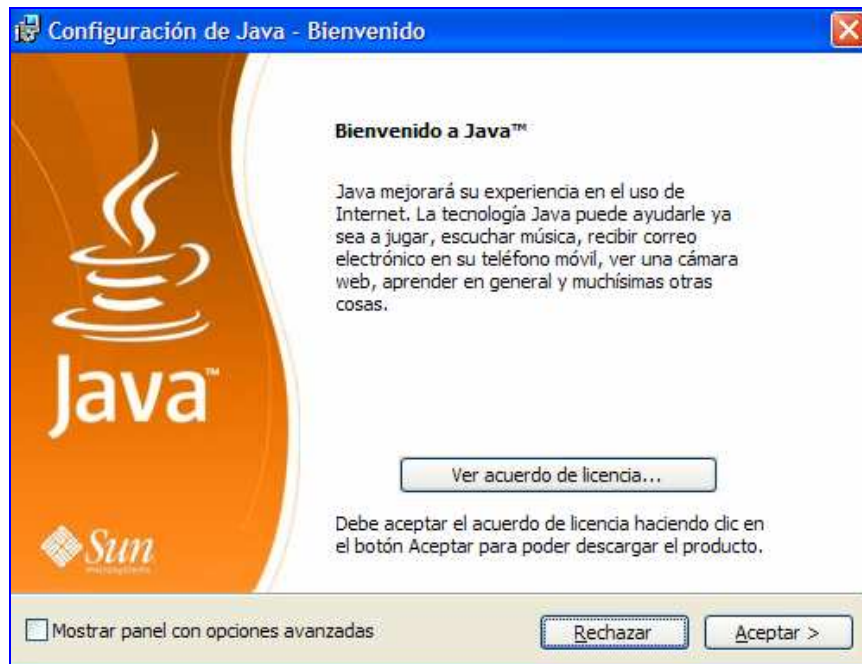 Configuración de Java - Bienvenido
Bienvenido a Java™
Java mejorará su experiencia en el uso de
Internet. La tecnología Java puede ayudarle ya
sea a jugar, escuchar música, recibir correo
electrónico en su teléfono móvil, ver una cámara
web, aprender en general y muchísimas otras
cosas.
Java™
Ver acuerdo de licencia...
Debe aceptar el acuerdo de licencia haciendo clic en
el botón Aceptar para poder descargar el producto.
Sun
microsystems
Mostrar panel con opciones avanzadas
Rechazar
Aceptar >